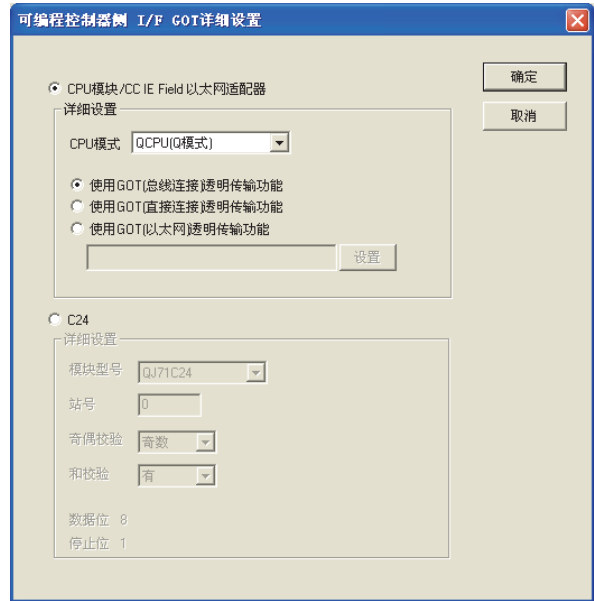 可编程控制器侧 I/F GOT详细设置
确定
CPU模块/CC IE Field 以太网适配器
取消
详细设置
CPU模式 QCPU(Q模式)
使用GOT(总线连接)透明传输功能
使用GOT(直接连接)透明传输功能
使用GOT(以太网)透明传输功能
设置
C24
详细设置
模块型号 QJ71C24
站号 0
奇偶校验 奇数
和校验 有
数据位 8
停止位 1